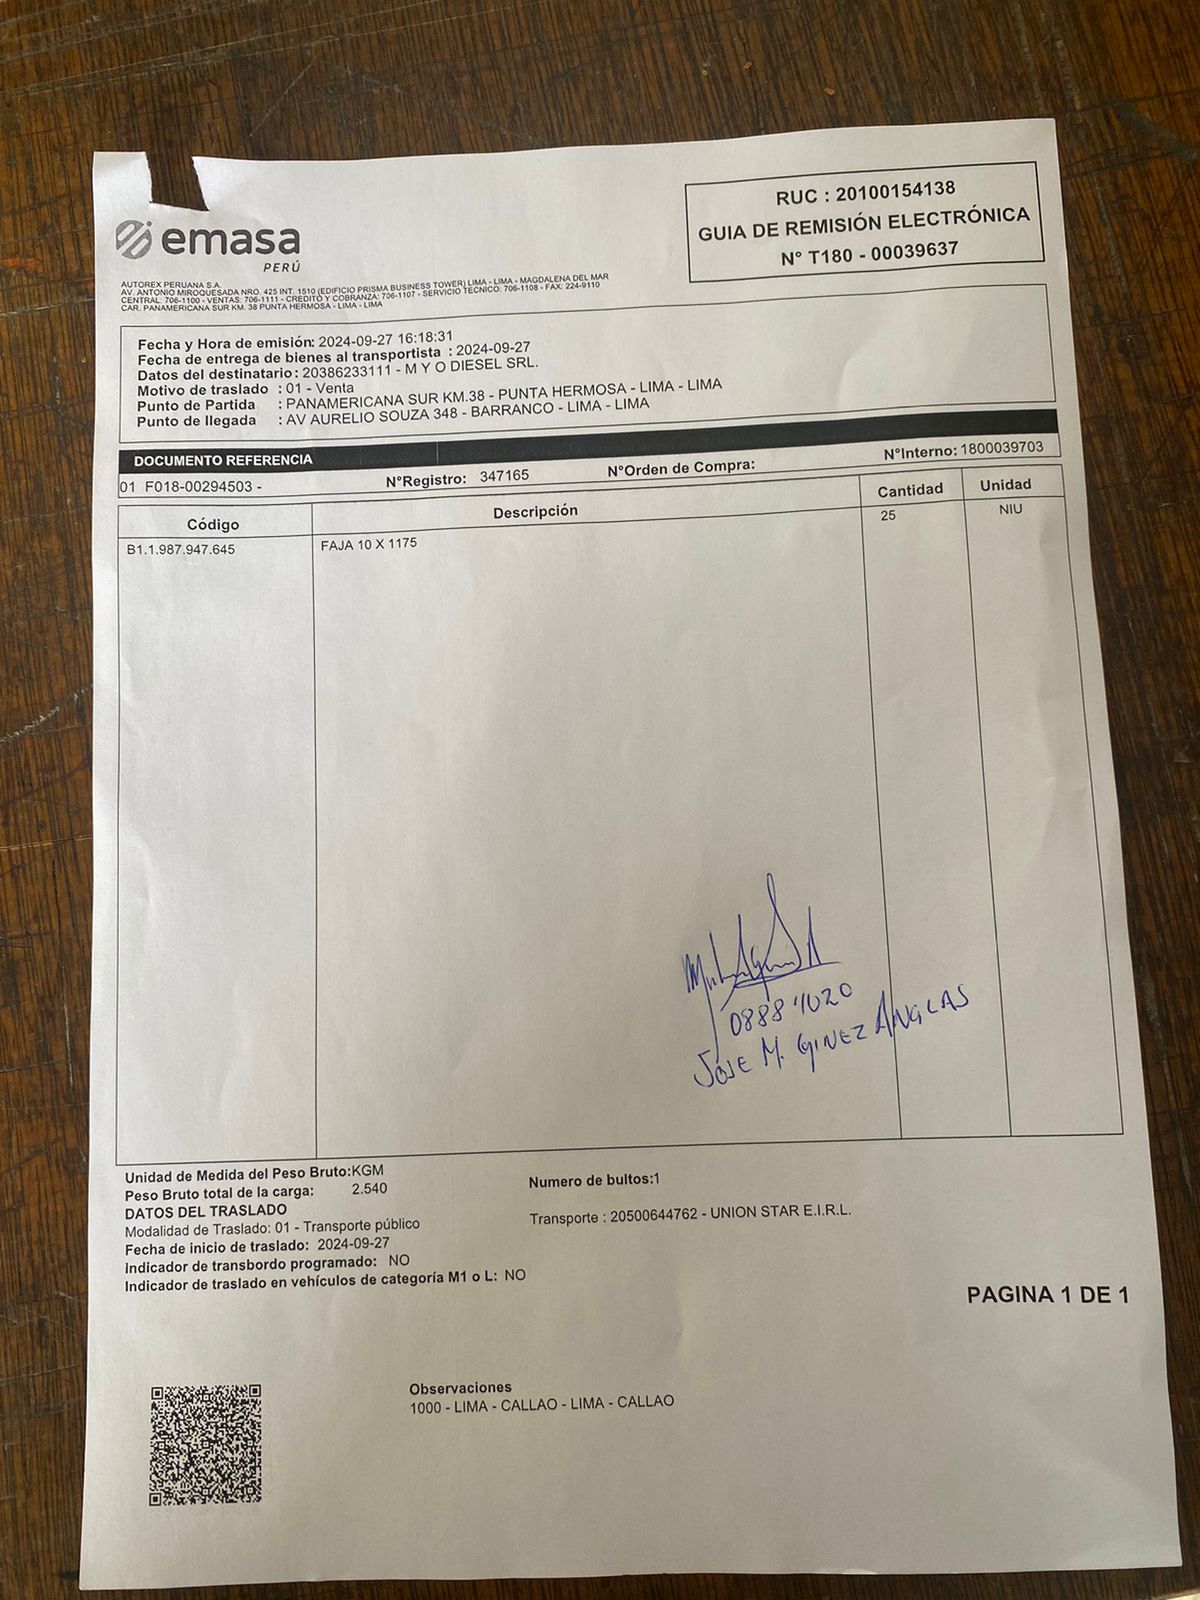 emasa
PERÚ
RUC : 20100154138
GUIA DE REMISIÓN ELECTRÓNICA
N° T180 - 00039637
AUTOREX PERUANA S.A.
AV. ANTONIO MIROQUESADA NRO. 425 INT. 1510 (EDIFICIO PRISMA BUSINESS TOWER) LIMA - LIMA - MAGDALENA DEL MAR
CENTRAL: 706-1100 - VENTAS: 706-1111 - CREDITO Y COBRANZA: 706-1107 - SERVICIO TECNICO: 706-1108 - FAX: 224-9110
CAR. PANAMERICANA SUR KM. 38 PUNTA HERMOSA - LIMA - LIMA
Fecha y Hora de emisión: 2024-09-27 16:18:31
Fecha de entrega de bienes al transportista : 2024-09-27
Datos del destinatario: 20386233111 - M Y O DIESEL SRL.
Motivo de traslado : 01 - Venta
Punto de Partida : PANAMERICANA SUR KM.38 - PUNTA HERMOSA - LIMA - LIMA
Punto de llegada : AV AURELIO SOUZA 348 - BARRANCO - LIMA - LIMA
DOCUMENTO REFERENCIA
01 F018-00294503 - N°Registro: 347165 N°Orden de Compra: N°Interno: 1800039703
Código Descripción Cantidad Unidad
B1.1.987.947.645 FAJA 10 X 1175 25 NIU
JOSE M. GINEZ ANGLAS
Unidad de Medida del Peso Bruto:KGM
Peso Bruto total de la carga: 2.540
Numero de bultos:1
DATOS DEL TRASLADO
Modalidad de Traslado: 01 - Transporte público
Transporte : 20500644762 - UNION STAR E.I.R.L.
Fecha de inicio de traslado: 2024-09-27
Indicador de transbordo programado: NO
Indicador de traslado en vehículos de categoría M1 o L: NO
PAGINA 1 DE 1
Observaciones
1000 - LIMA - CALLAO - LIMA - CALLAO